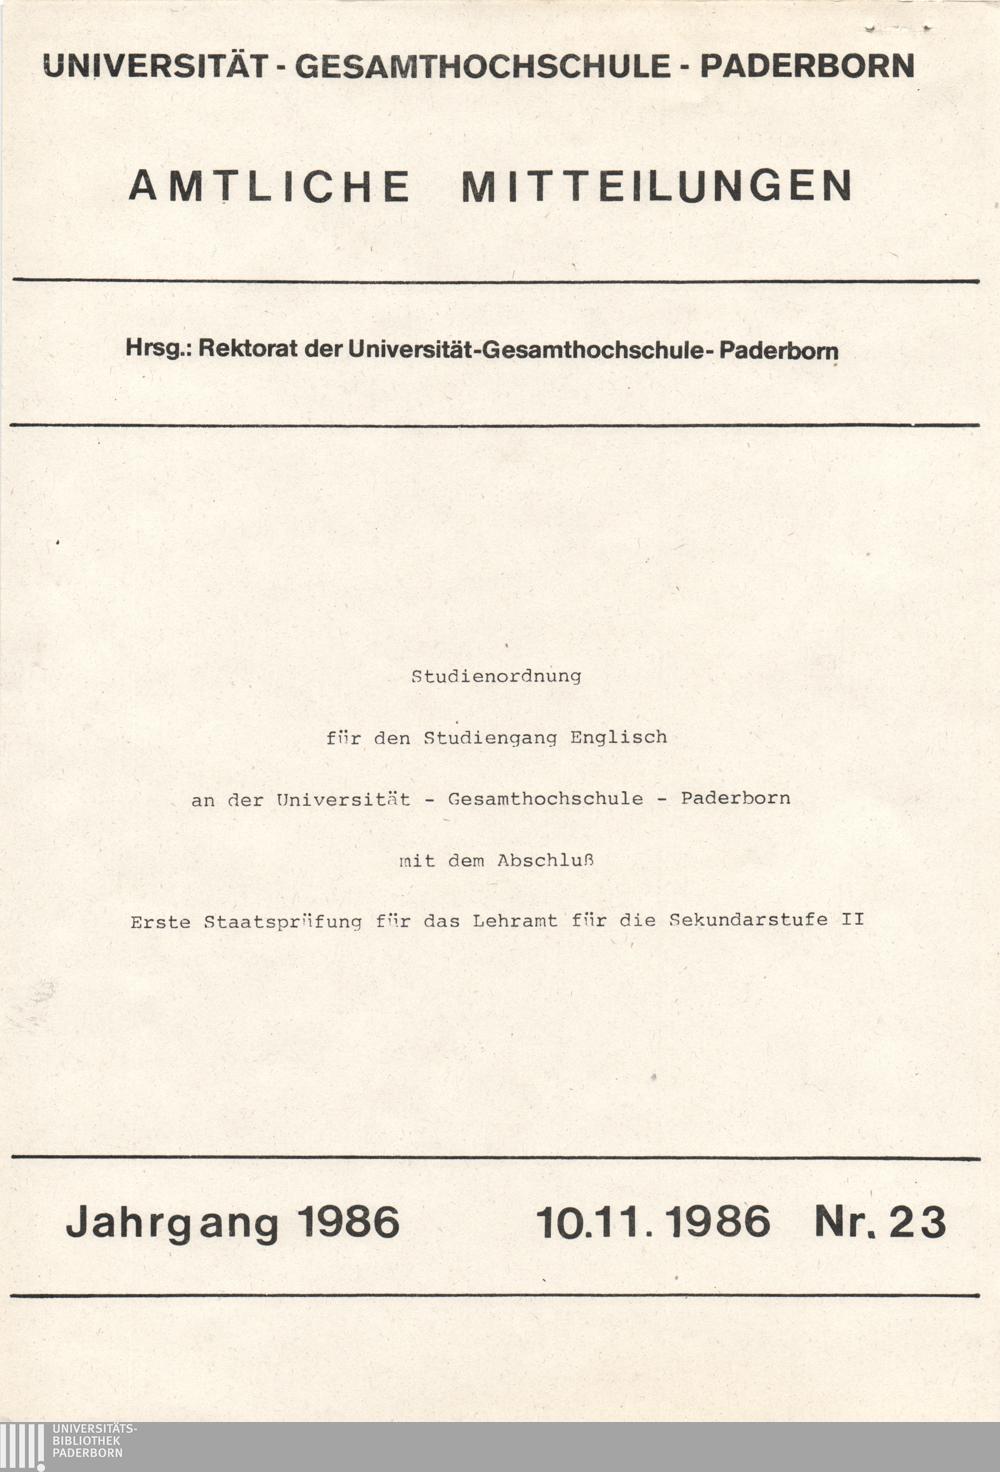 UNIVERSITÄT - GESAMTHOCHSCHULE - PADERBORN
AMTLICHE MITTEILUNGEN
Hrsg.: Rektorat der Universität-Gesamthochschule- Paderborn
Studienordnung
für den Studiengang Englisch
an der Universität - Gesamthochschule - Paderborn
mit dem Abschluß
Erste Staatsprüfung für das Lehramt für die Sekundarstufe II
Jahrgang 1986 10.11.1986 Nr. 23
UNIVERSITÄTS-
BIBLIOTHEK
PADERBORN